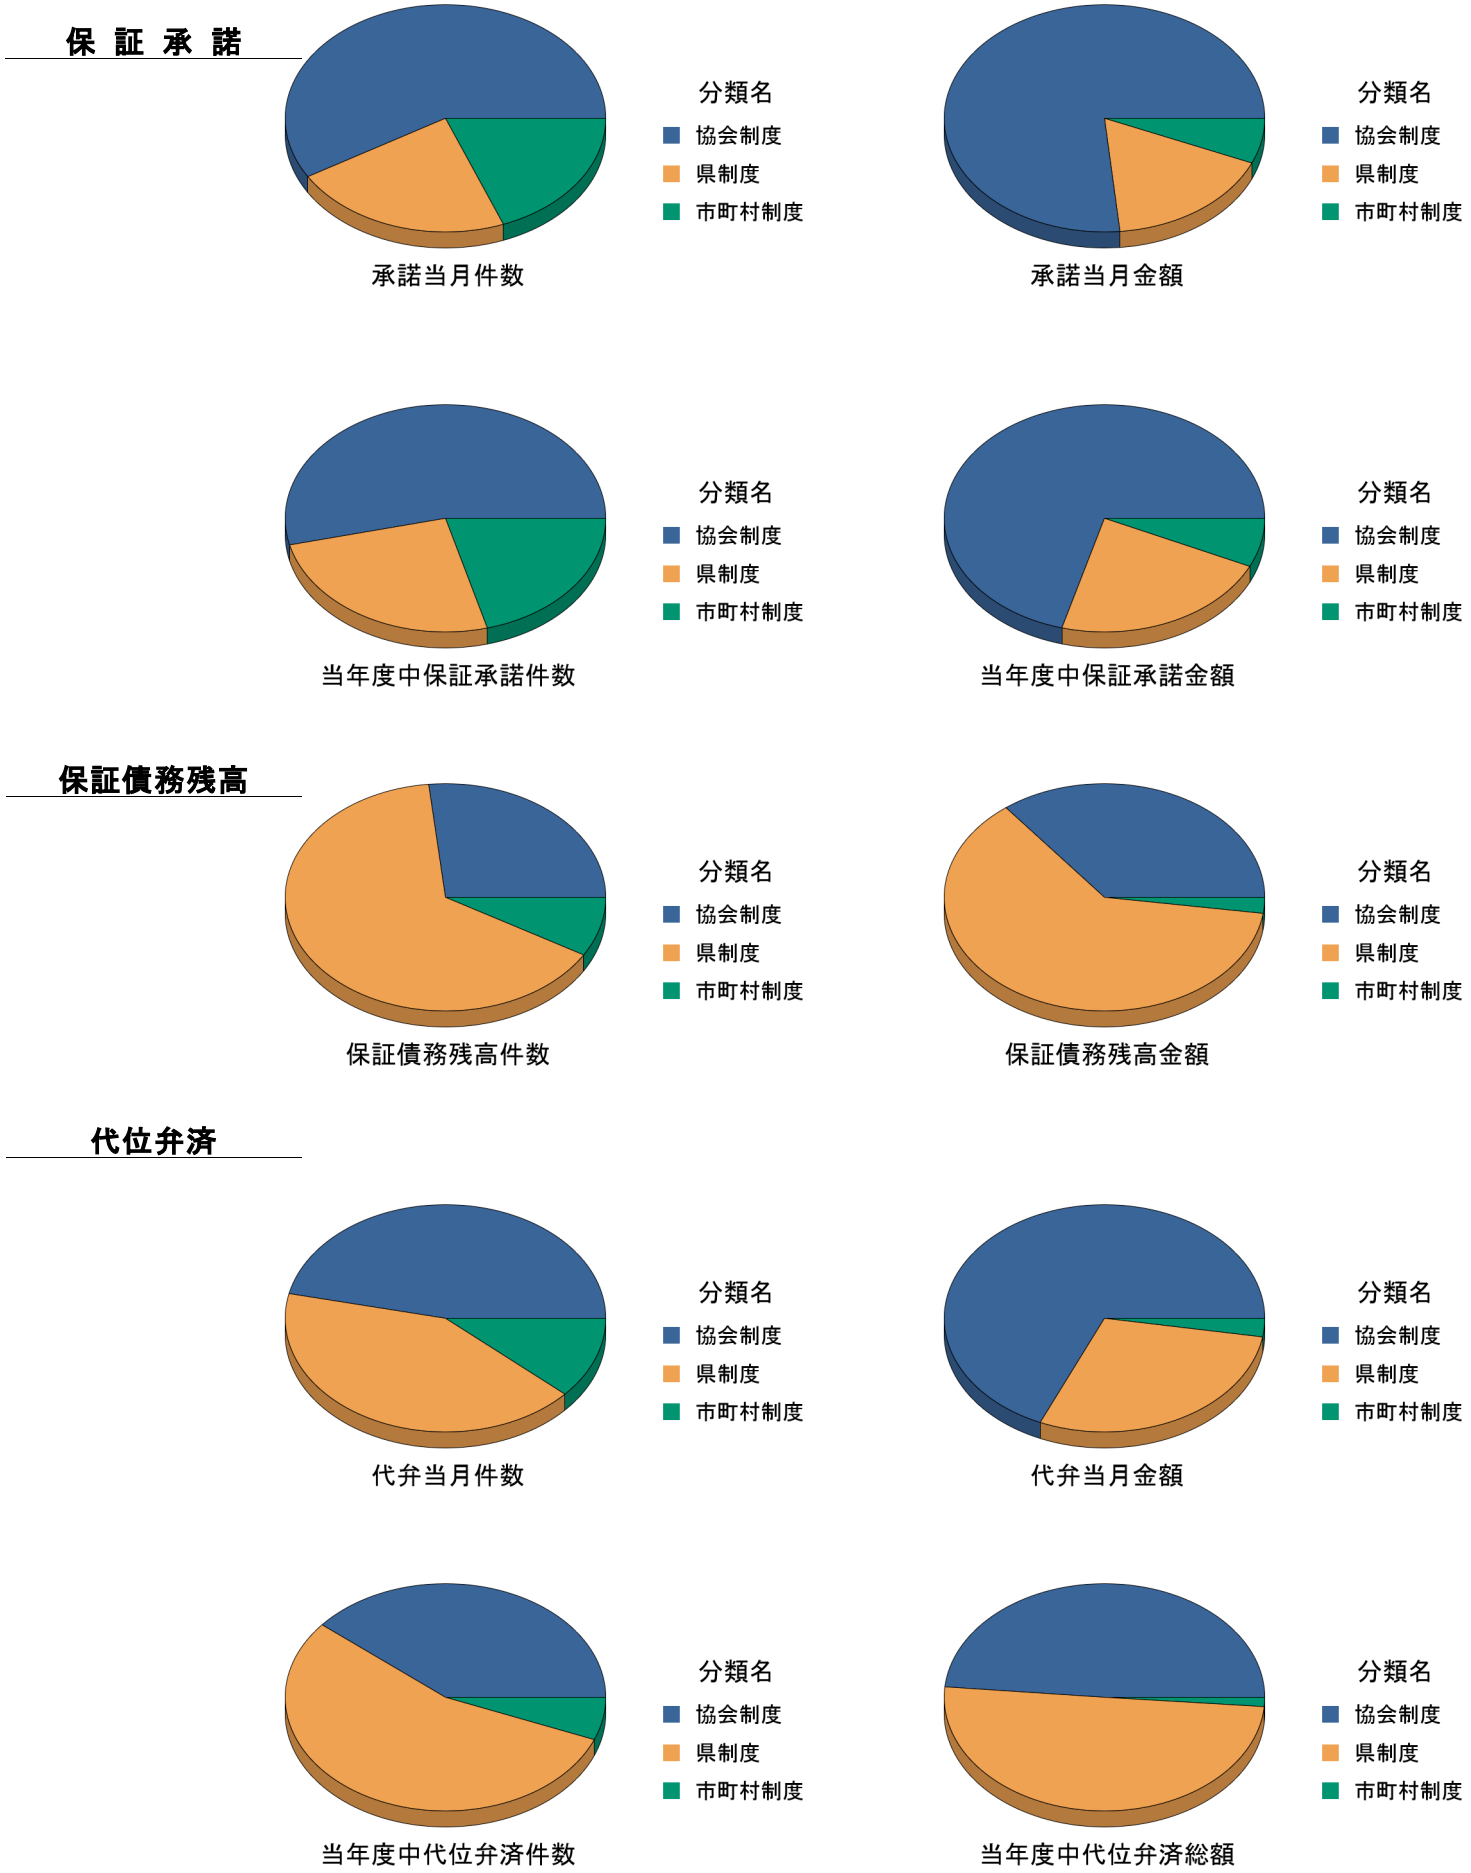 保 証 承 諾
分類名
協会制度
県制度
市町村制度
承諾当月件数
分類名
協会制度
県制度
市町村制度
承諾当月金額
分類名
協会制度
県制度
市町村制度
当年度中保証承諾件数
分類名
協会制度
県制度
市町村制度
当年度中保証承諾金額
保証債務残高
分類名
協会制度
県制度
市町村制度
保証債務残高件数
分類名
協会制度
県制度
市町村制度
保証債務残高金額
代位弁済
分類名
協会制度
県制度
市町村制度
代弁当月件数
分類名
協会制度
県制度
市町村制度
代弁当月金額
分類名
協会制度
県制度
市町村制度
当年度中代位弁済件数
分類名
協会制度
県制度
市町村制度
当年度中代位弁済総額